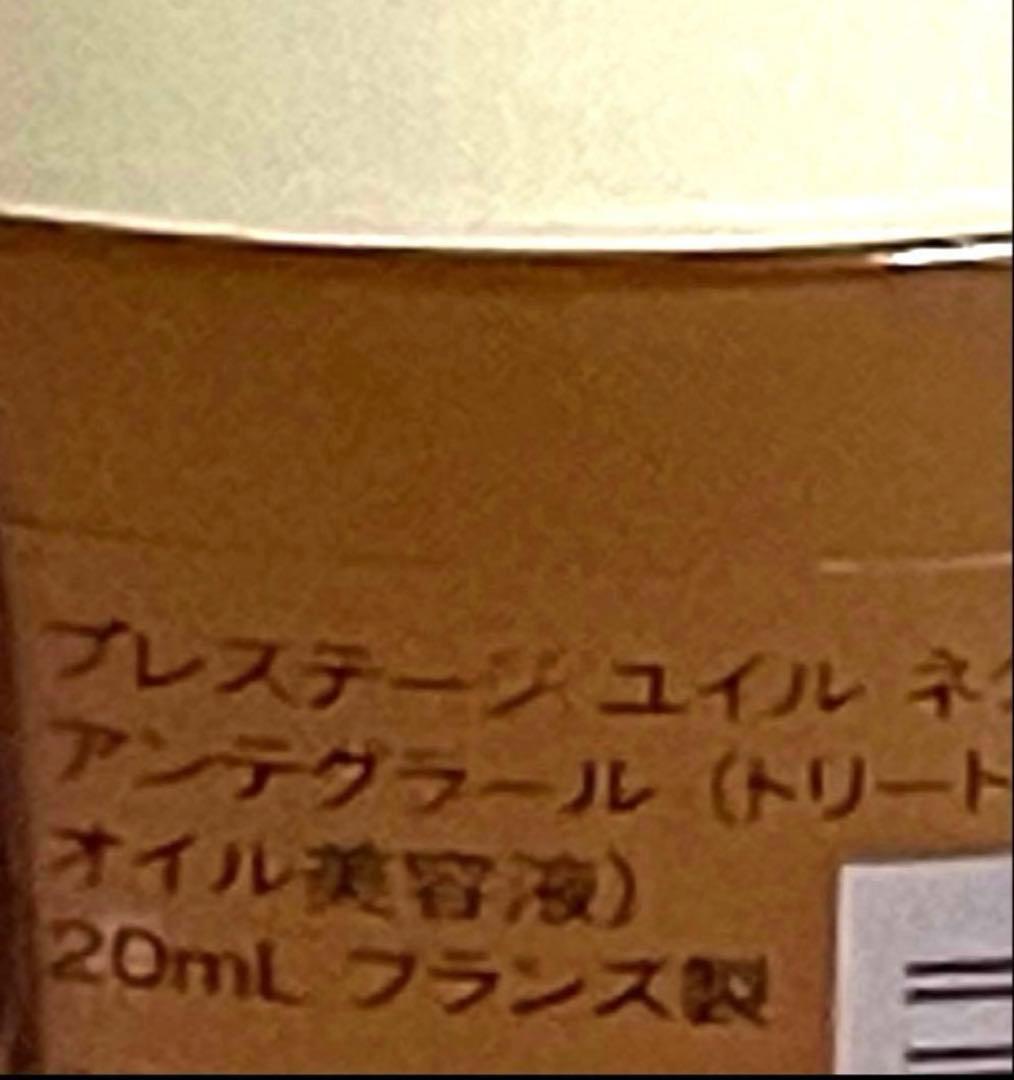 プレステージ ユイル ネク
アンテグラール (トリート
オイル美容液)
20mL フランス製